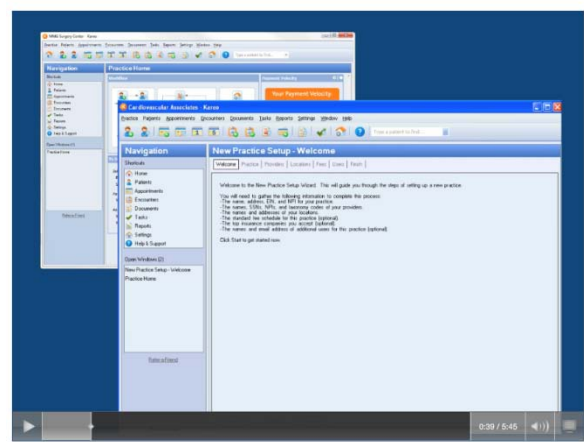 Navigation
Practice Home
Your Payment Velocity
Cardiovascular Associates - Kareo
Practice Patients Appointments Encounters Documents Tasks Reports Settings Window Help
Navigation
Shortcuts
Home
Patients
Appointments
Encounters
Documents
Tasks
Reports
Settings
Help & Support
Open Windows (2)
New Practice Setup - Welcome
Practice Home
Refer a Friend
New Practice Setup - Welcome
Welcome Practice Providers Locations Fees Users Finish
Welcome to the New Practice Setup Wizard. This will guide you through the steps of setting up a new practice.
You will need to gather the following information to complete this process:
-The name, address, EIN, and NPI for your practice.
-The names, SSNs, NPIs, and taxonomy codes of your providers.
-The names and addresses of your locations.
-The standard fee schedule for this practice (optional).
-The top insurance companies you accept (optional).
-The names and email address of additional users for this practice (optional).
Click Start to get started now.
0:39 / 5:45